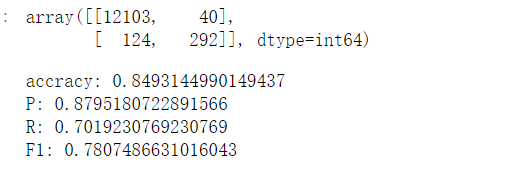 : array([[12103,    40],
       [  124,   292]], dtype=int64)
accracy: 0.8493144990149437
P: 0.8795180722891566
R: 0.7019230769230769
F1: 0.7807486631016043